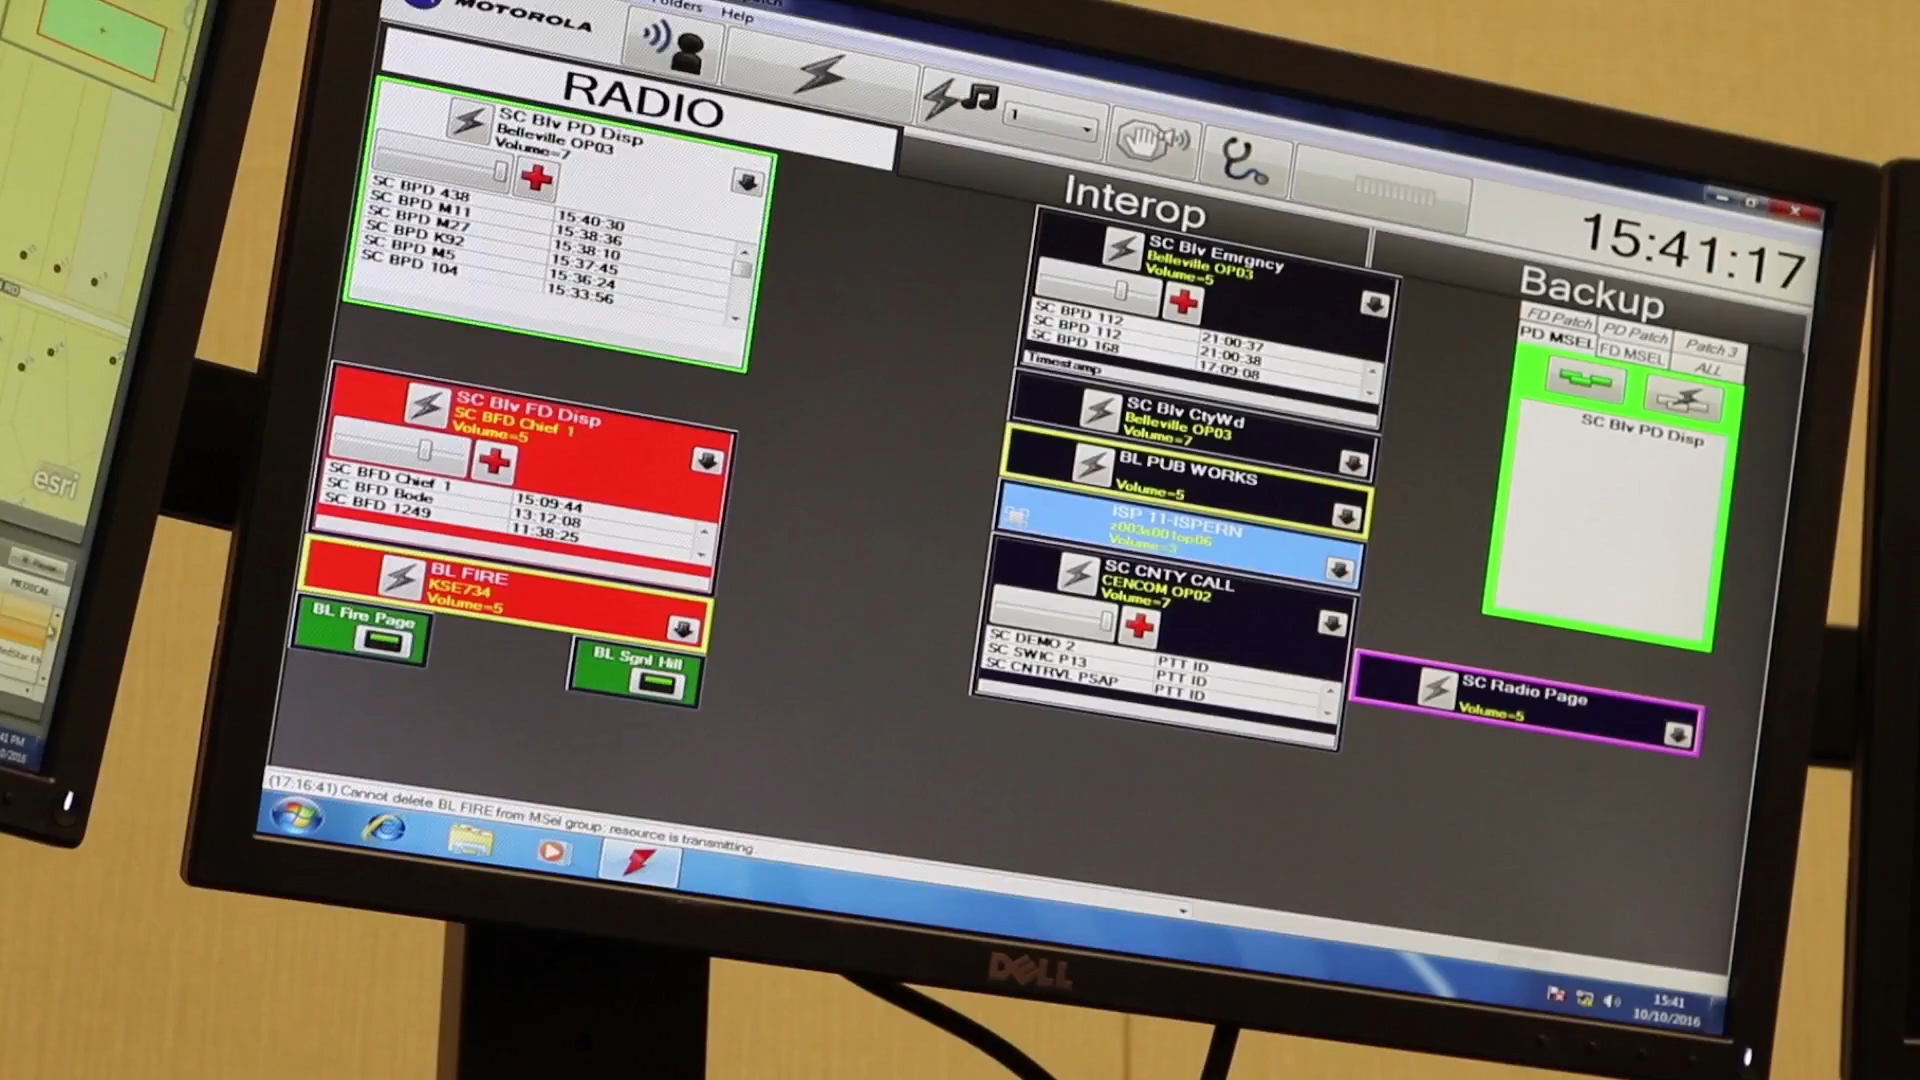 MOTOROLA
Folders Help
RADIO
1
15:41:17
SC Blv PD Disp
Belleville OP03
Volume=7
SC BPD 438
SC BPD M11 15:40:30
SC BPD M27 15:38:36
SC BPD K92 15:38:10
SC BPD M5 15:37:45
SC BPD 104 15:36:24
15:33:56
SC Blv FD Disp
SC BFD Chief 1
Volume=5
SC BFD Chief 1 15:09:44
SC BFD Bode 13:12:08
SC BFD 1249 11:38:25
BL FIRE
KSE734
Volume=5
BL Fire Page
BL Sgnl Hill
Interop
SC Blv Emrgncy
Belleville OP03
Volume=5
SC BPD 112 21:00:37
SC BPD 112 21:00:38
SC BPD 168 17:09:08
Timestamp
SC Blv CtyWd
Belleville OP03
Volume=7
BL PUB WORKS
Volume=5
ISP 11-ISPERN
z003s001op06
Volume=3
SC CNTY CALL
CENCOM OP02
Volume=7
SC DEMO 2 PTT ID
SC SWIC P13 PTT ID
SC CNTRVL PSAP PTT ID
Backup
FD Patch PD Patch Patch 3
PD MSEL FD MSEL ALL
SC Blv PD Disp
SC Radio Page
Volume=5
(17:16:41) Cannot delete BL FIRE from MSel group; resource is transmitting.
15:41
10/10/2016
DELL
esri
MEDICAL